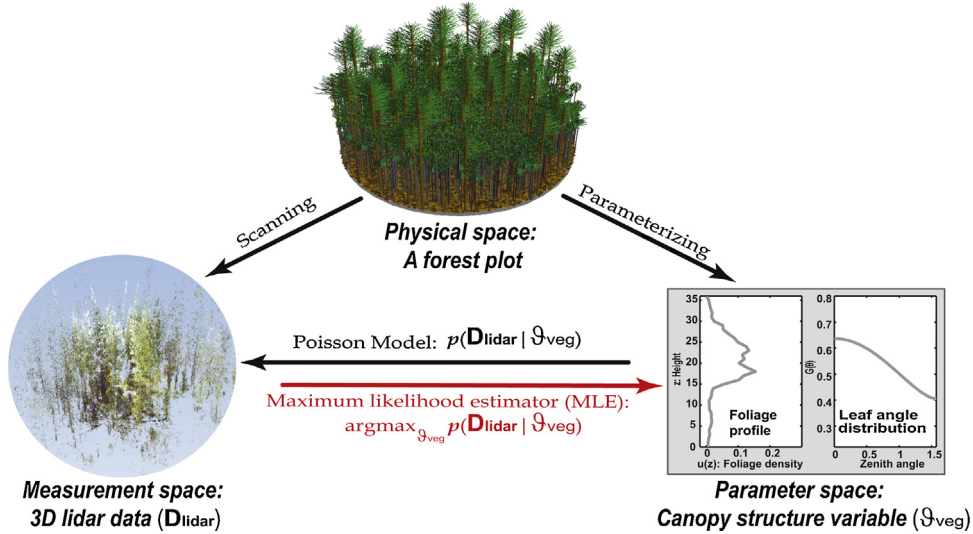 Scanning
Parameterizing
Physical space:
A forest plot
Poisson Model: p(Dlidar | ϑveg)
Maximum likelihood estimator (MLE):
argmaxϑveg p(Dlidar | ϑveg)
35
30
25
20
15
10
5
0
z: Height
0 0.1 0.2
u(z): Foliage density
Foliage
profile
0.8
0.7
0.6
0.5
0.4
0.3
G(θ)
0 0.5 1 1.5
Zenith angle
Leaf angle
distribution
Measurement space:
3D lidar data (Dlidar)
Parameter space:
Canopy structure variable (ϑveg)